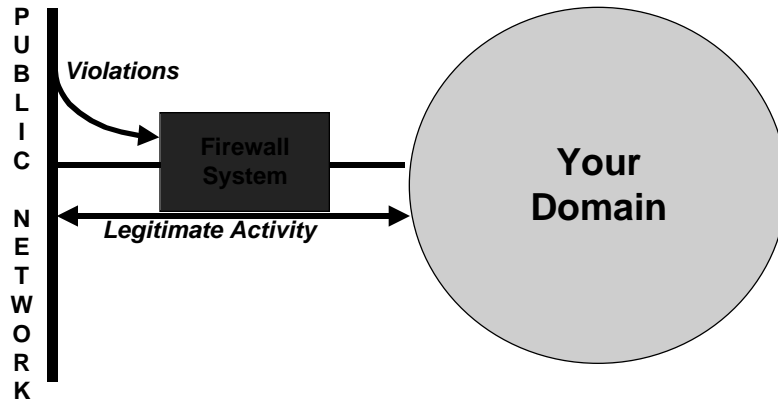 PUBLIC NETWORK
Violations
Firewall
System
Legitimate Activity
Your
Domain